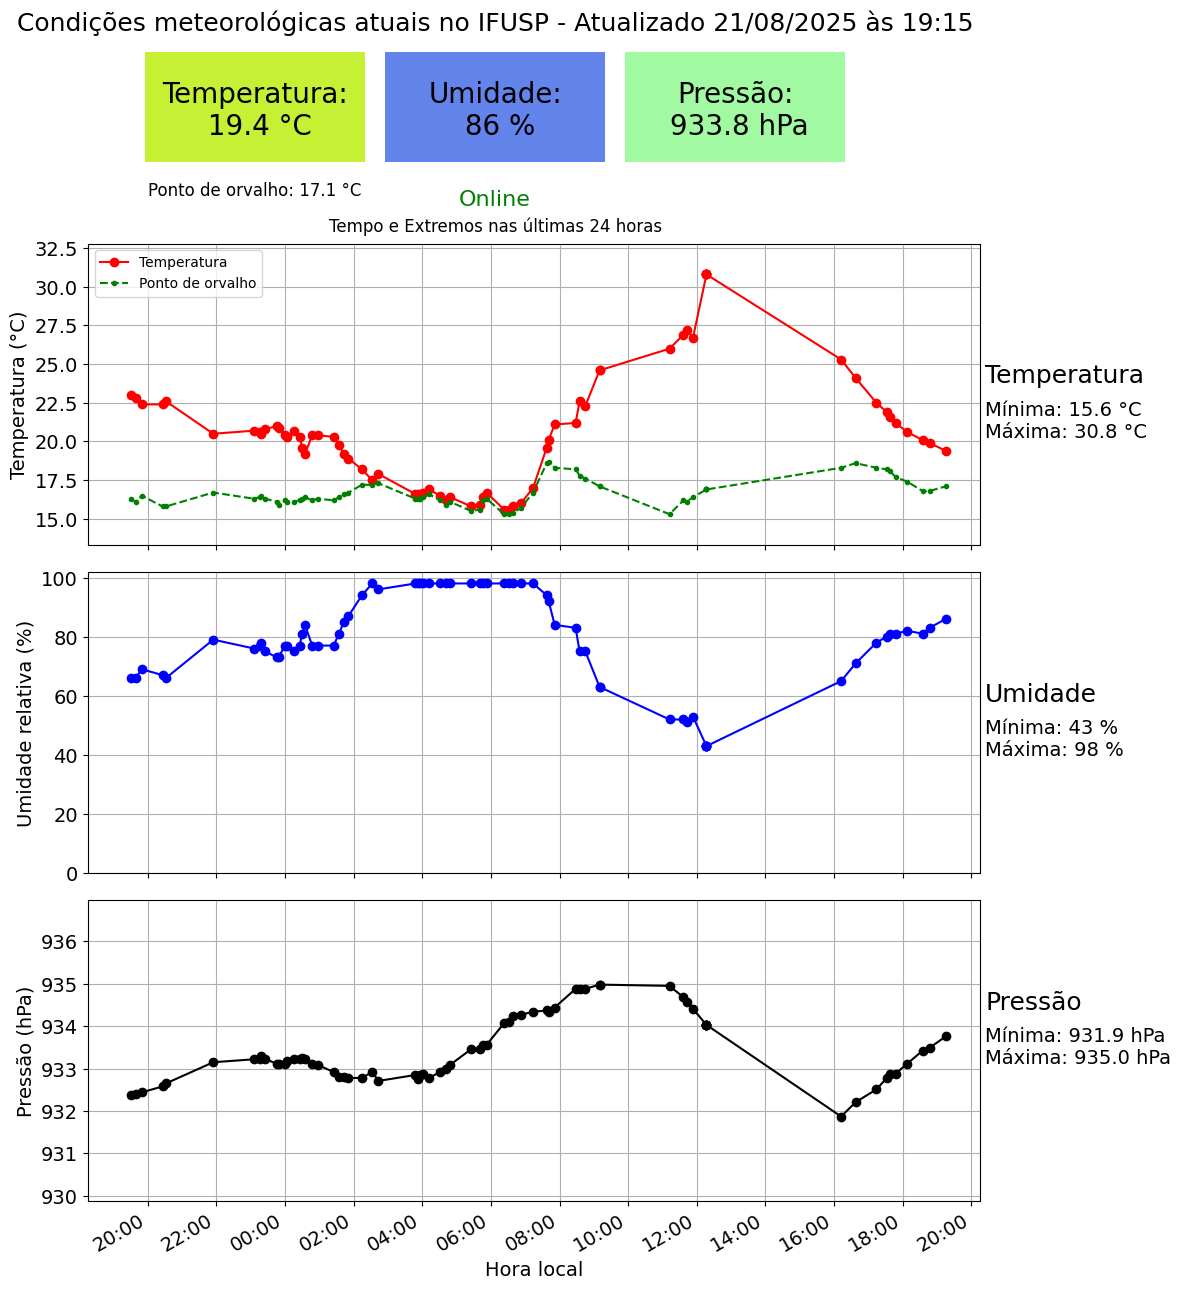 Condições meteorológicas atuais no IFUSP - Atualizado 21/08/2025 às 19:15
Temperatura:
19.4 °C
Umidade:
86 %
Pressão:
933.8 hPa
Ponto de orvalho: 17.1 °C
Online
Tempo e Extremos nas últimas 24 horas
Temperatura (°C)
32.5
30.0
27.5
25.0
22.5
20.0
17.5
15.0
Temperatura
Ponto de orvalho
Temperatura
Mínima: 15.6 °C
Máxima: 30.8 °C
Umidade relativa (%)
100
80
60
40
20
0
Umidade
Mínima: 43 %
Máxima: 98 %
Pressão (hPa)
936
935
934
933
932
931
930
Pressão
Mínima: 931.9 hPa
Máxima: 935.0 hPa
20:00 22:00 00:00 02:00 04:00 06:00 08:00 10:00 12:00 14:00 16:00 18:00 20:00
Hora local